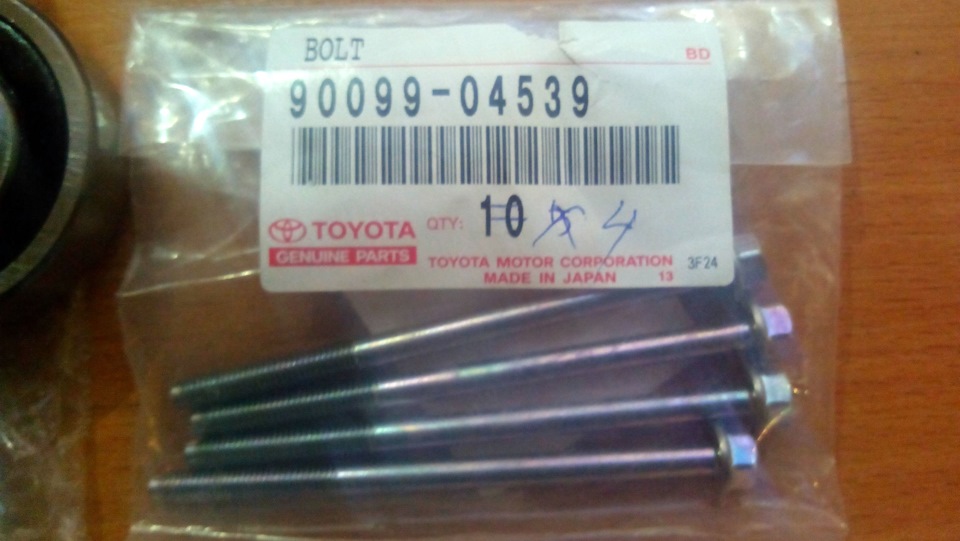 BOLT
BD
90099-04539
TOYOTA
QTY: 10 4
GENUINE PARTS
TOYOTA MOTOR CORPORATION 3F24
MADE IN JAPAN 13